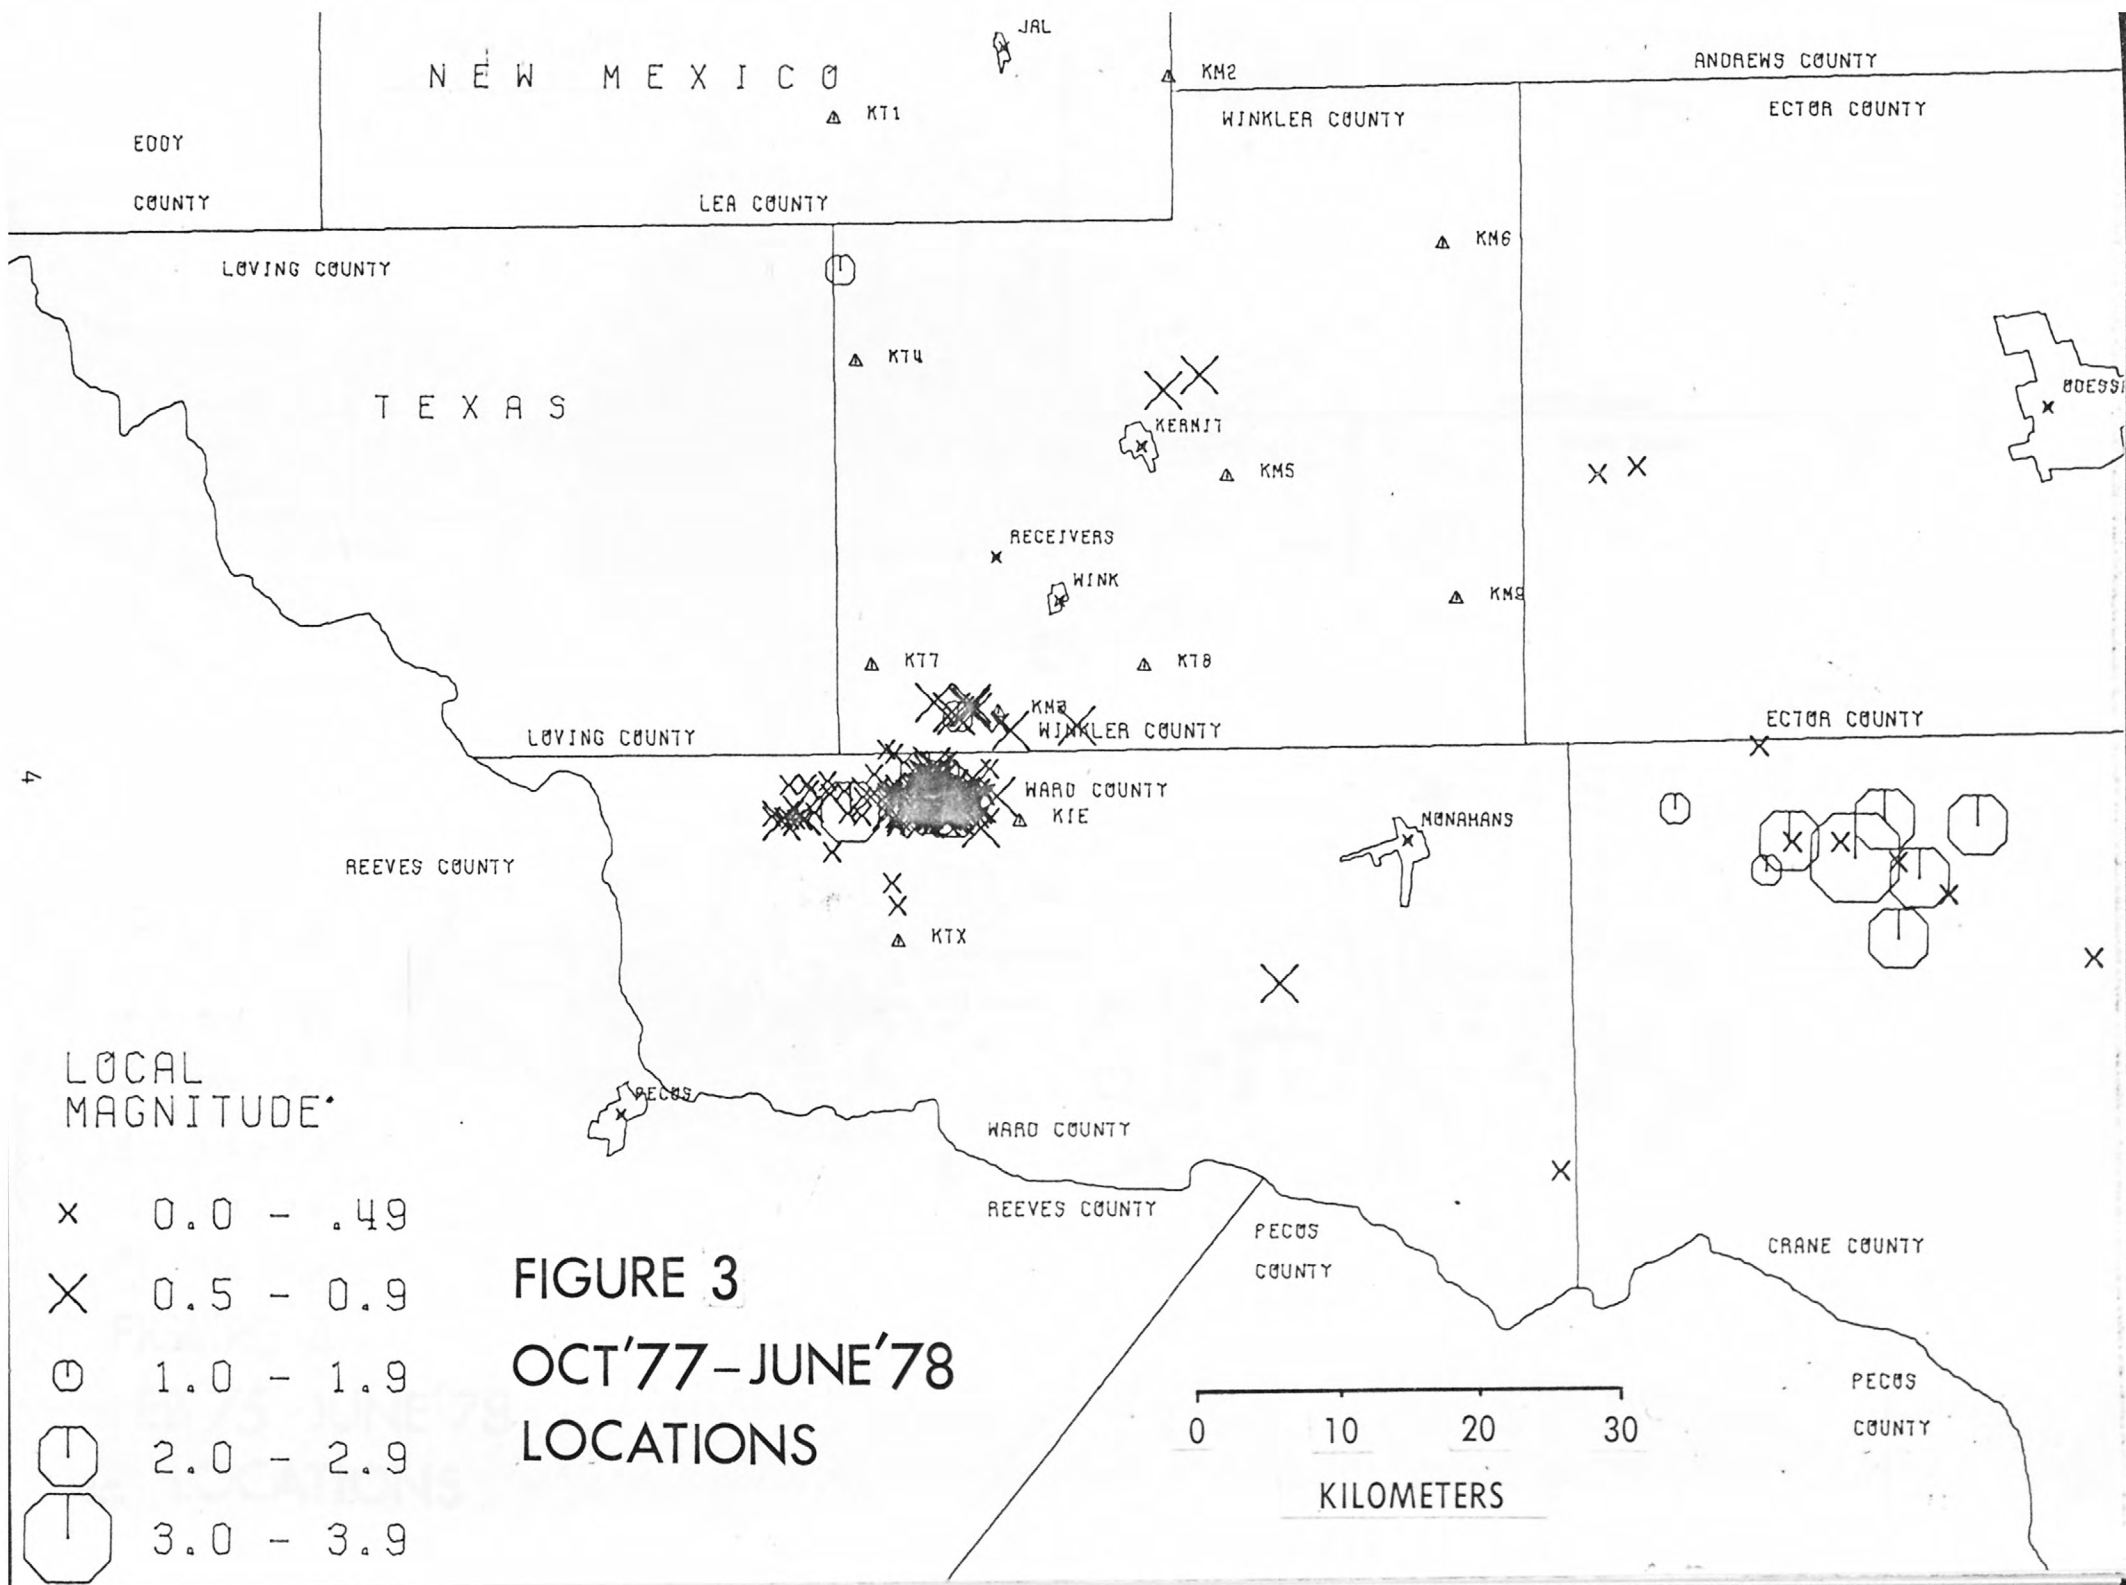 JAL
NEW MEXICO
KM2
ANDREWS COUNTY
KT1
WINKLER COUNTY
ECTOR COUNTY
EDDY
COUNTY
LEA COUNTY
KM6
LOVING COUNTY
KT4
TEXAS
KERMIT
KM5
RECEIVERS
WINK
KM9
KT7
KT8
WINKLER COUNTY
ECTOR COUNTY
LOVING COUNTY
4
WARD COUNTY
KIE
MONAHANS
REEVES COUNTY
KTX
LOCAL
MAGNITUDE
PECOS
WARD COUNTY
REEVES COUNTY
PECOS
COUNTY
CRANE COUNTY
0.0 - .49
0.5 - 0.9
1.0 - 1.9
2.0 - 2.9
3.0 - 3.9
FIGURE 3
OCT'77-JUNE'78
LOCATIONS
0 10 20 30
KILOMETERS
PECOS
COUNTY